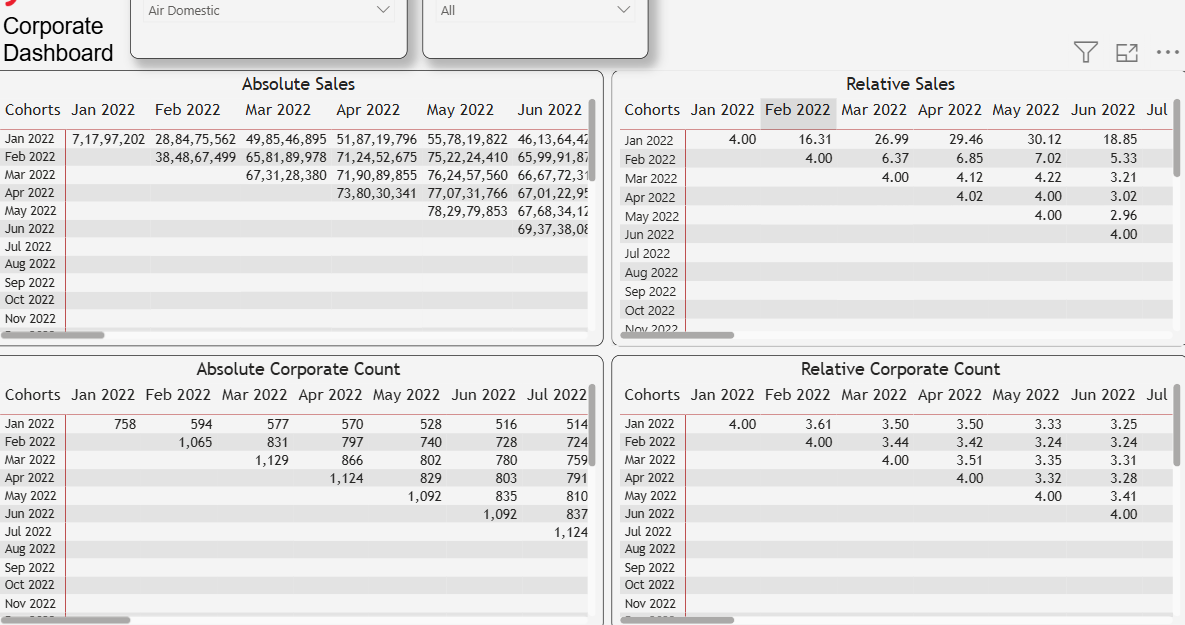 Air Domestic
All
Corporate
Dashboard
Absolute Sales
Cohorts Jan 2022 Feb 2022 Mar 2022 Apr 2022 May 2022 Jun 2022
Jan 2022 7,17,97,202 28,84,75,562 49,85,46,895 51,87,19,796 55,78,19,822 46,13,64,42
Feb 2022 38,48,67,499 65,81,89,978 71,24,52,675 75,22,24,410 65,99,91,87
Mar 2022 67,31,28,380 71,90,89,855 76,24,57,560 66,67,72,31
Apr 2022 73,80,30,341 77,07,31,766 67,01,22,95
May 2022 78,29,79,853 67,68,34,12
Jun 2022 69,37,38,08
Jul 2022
Aug 2022
Sep 2022
Oct 2022
Nov 2022
Relative Sales
Cohorts Jan 2022 Feb 2022 Mar 2022 Apr 2022 May 2022 Jun 2022 Jul
Jan 2022 4.00 16.31 26.99 29.46 30.12 18.85
Feb 2022 4.00 6.37 6.85 7.02 5.33
Mar 2022 4.00 4.12 4.22 3.21
Apr 2022 4.02 4.00 3.02
May 2022 4.00 2.96
Jun 2022 4.00
Jul 2022
Aug 2022
Sep 2022
Oct 2022
Nov 2022
Absolute Corporate Count
Cohorts Jan 2022 Feb 2022 Mar 2022 Apr 2022 May 2022 Jun 2022 Jul 2022
Jan 2022 758 594 577 570 528 516 514
Feb 2022 1,065 831 797 740 728 724
Mar 2022 1,129 866 802 780 759
Apr 2022 1,124 829 803 791
May 2022 1,092 835 810
Jun 2022 1,092 837
Jul 2022 1,124
Aug 2022
Sep 2022
Oct 2022
Nov 2022
Relative Corporate Count
Cohorts Jan 2022 Feb 2022 Mar 2022 Apr 2022 May 2022 Jun 2022 Jul
Jan 2022 4.00 3.61 3.50 3.50 3.33 3.25
Feb 2022 4.00 3.44 3.42 3.24 3.24
Mar 2022 4.00 3.51 3.35 3.31
Apr 2022 4.00 3.32 3.28
May 2022 4.00 3.41
Jun 2022 4.00
Jul 2022
Aug 2022
Sep 2022
Oct 2022
Nov 2022